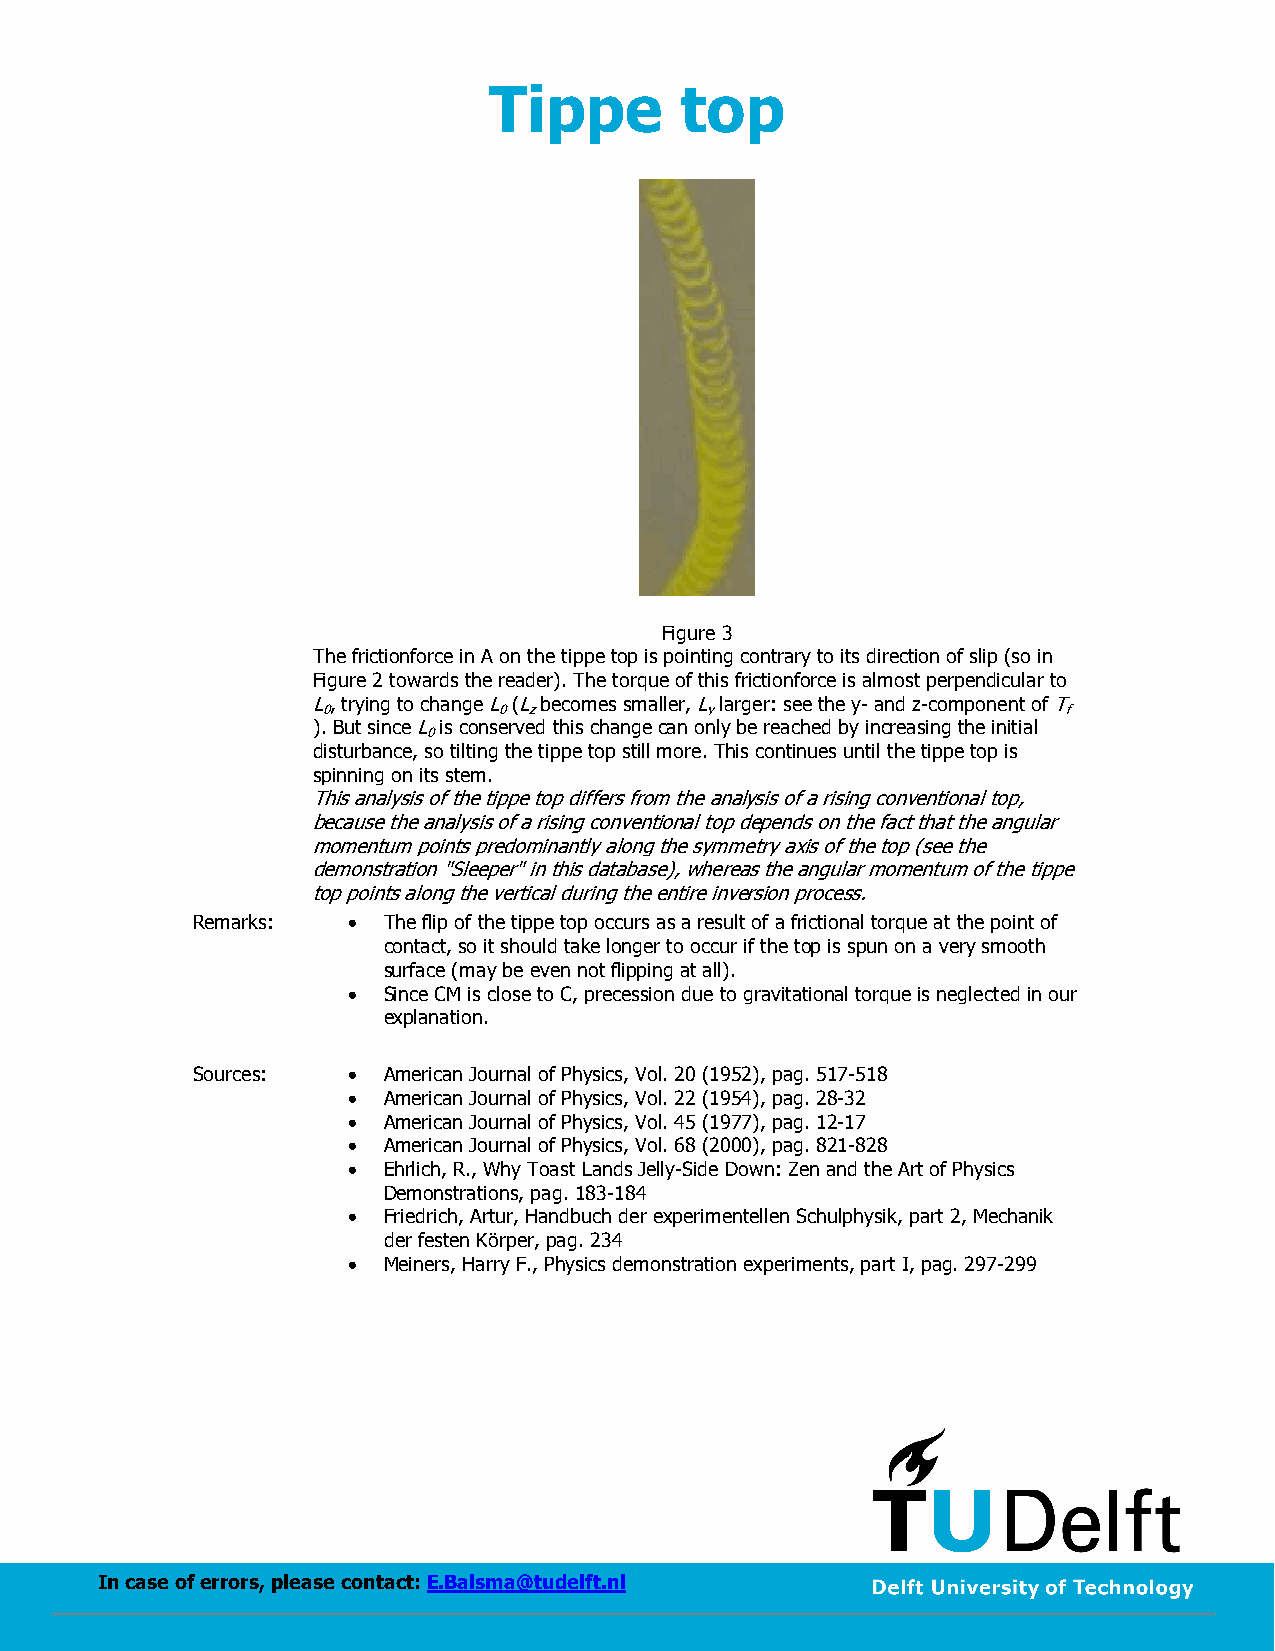 Tippe top
Figure 3
The frictionforce in A on the tippe top is pointing contrary to its direction of slip (so in
Figure 2 towards the reader). The torque of this frictionforce is almost perpendicular to
L0, trying to change L0 (Lz becomes smaller, Ly larger: see the y- and z-component of Tf
). But since L0 is conserved this change can only be reached by increasing the initial
disturbance, so tilting the tippe top still more. This continues until the tippe top is
spinning on its stem.
This analysis of the tippe top differs from the analysis of a rising conventional top,
because the analysis of a rising conventional top depends on the fact that the angular
momentum points predominantly along the symmetry axis of the top (see the
demonstration "Sleeper" in this database), whereas the angular momentum of the tippe
top points along the vertical during the entire inversion process.
Remarks: • The flip of the tippe top occurs as a result of a frictional torque at the point of
contact, so it should take longer to occur if the top is spun on a very smooth
surface (may be even not flipping at all).
• Since CM is close to C, precession due to gravitational torque is neglected in our
explanation.
Sources: • American Journal of Physics, Vol. 20 (1952), pag. 517-518
• American Journal of Physics, Vol. 22 (1954), pag. 28-32
• American Journal of Physics, Vol. 45 (1977), pag. 12-17
• American Journal of Physics, Vol. 68 (2000), pag. 821-828
• Ehrlich, R., Why Toast Lands Jelly-Side Down: Zen and the Art of Physics
Demonstrations, pag. 183-184
• Friedrich, Artur, Handbuch der experimentellen Schulphysik, part 2, Mechanik
der festen Körper, pag. 234
• Meiners, Harry F., Physics demonstration experiments, part I, pag. 297-299
TUDelft
In case of errors, please contact: E.Balsma@tudelft.nl
Delft University of Technology